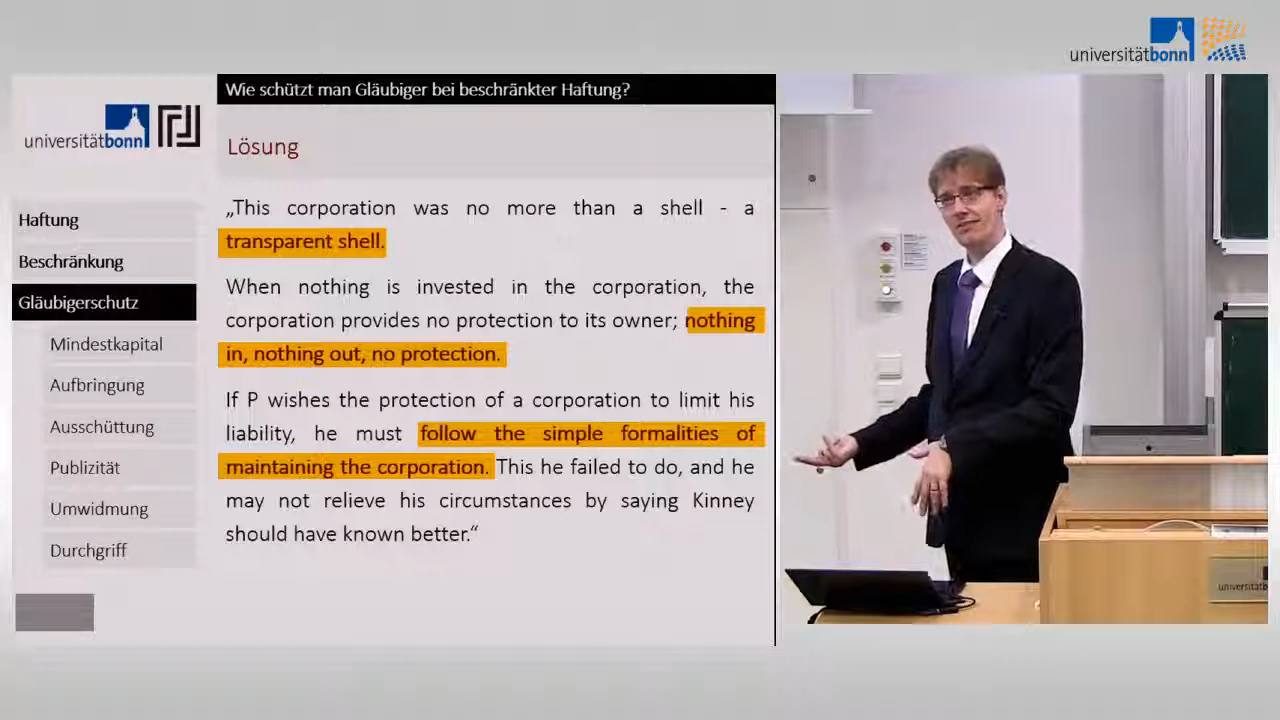 universitätbonn
Wie schützt man Gläubiger bei beschränkter Haftung?
universitätbonn
Lösung
Haftung
Beschränkung
Gläubigerschutz
Mindestkapital
Aufbringung
Ausschüttung
Publizität
Umwidmung
Durchgriff
„This corporation was no more than a shell - a
transparent shell.
When nothing is invested in the corporation, the
corporation provides no protection to its owner; nothing
in, nothing out, no protection.
If P wishes the protection of a corporation to limit his
liability, he must follow the simple formalities of
maintaining the corporation. This he failed to do, and he
may not relieve his circumstances by saying Kinney
should have known better.“
universitätb